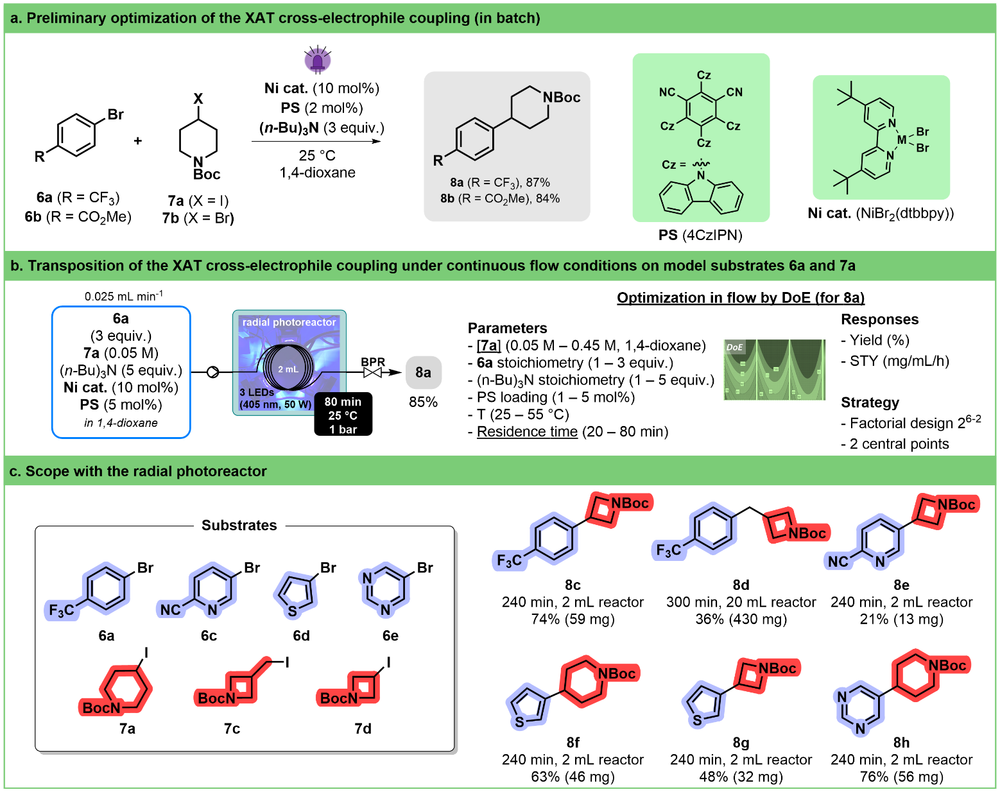 a. Preliminary optimization of the XAT cross-electrophile coupling (in batch)
Ni cat. (10 mol%)
PS (2 mol%)
(n-Bu)₃N (3 equiv.)
25 °C
1,4-dioxane
Br
R
+
X
N
Boc
6a (R = CF₃)
6b (R = CO₂Me)
7a (X = I)
7b (X = Br)
NBoc
R
8a (R = CF₃), 87%
8b (R = CO₂Me), 84%
Cz
NC
CN
Cz
Cz
Cz
Cz =
N
PS (4CzIPN)
N
N
M
Br
Br
Ni cat. (NiBr₂(dtbbpy))
b. Transposition of the XAT cross-electrophile coupling under continuous flow conditions on model substrates 6a and 7a
0.025 mL min⁻¹
6a
(3 equiv.)
7a (0.05 M)
(n-Bu)₃N (5 equiv.)
Ni cat. (10 mol%)
PS (5 mol%)
in 1,4-dioxane
radial photoreactor
2 mL
3 LEDs
(405 nm, 50 W)
80 min
25 °C
1 bar
BPR
8a
85%
Optimization in flow by DoE (for 8a)
Parameters
- [7a] (0.05 M – 0.45 M, 1,4-dioxane)
- 6a stoichiometry (1 – 3 equiv.)
- (n-Bu)₃N stoichiometry (1 – 5 equiv.)
- PS loading (1 – 5 mol%)
- T (25 – 55 °C)
- Residence time (20 – 80 min)
DoE
Responses
- Yield (%)
- STY (mg/mL/h)
Strategy
- Factorial design 2⁶⁻²
- 2 central points
c. Scope with the radial photoreactor
Substrates
Br
F₃C
6a
Br
NC
N
6c
Br
S
6d
Br
N
N
6e
I
BocN
7a
I
BocN
7c
I
BocN
7d
NBoc
F₃C
8c
240 min, 2 mL reactor
74% (59 mg)
NBoc
F₃C
8d
300 min, 20 mL reactor
36% (430 mg)
NBoc
NC
N
8e
240 min, 2 mL reactor
21% (13 mg)
NBoc
S
8f
240 min, 2 mL reactor
63% (46 mg)
NBoc
S
8g
240 min, 2 mL reactor
48% (32 mg)
NBoc
N
N
8h
240 min, 2 mL reactor
76% (56 mg)